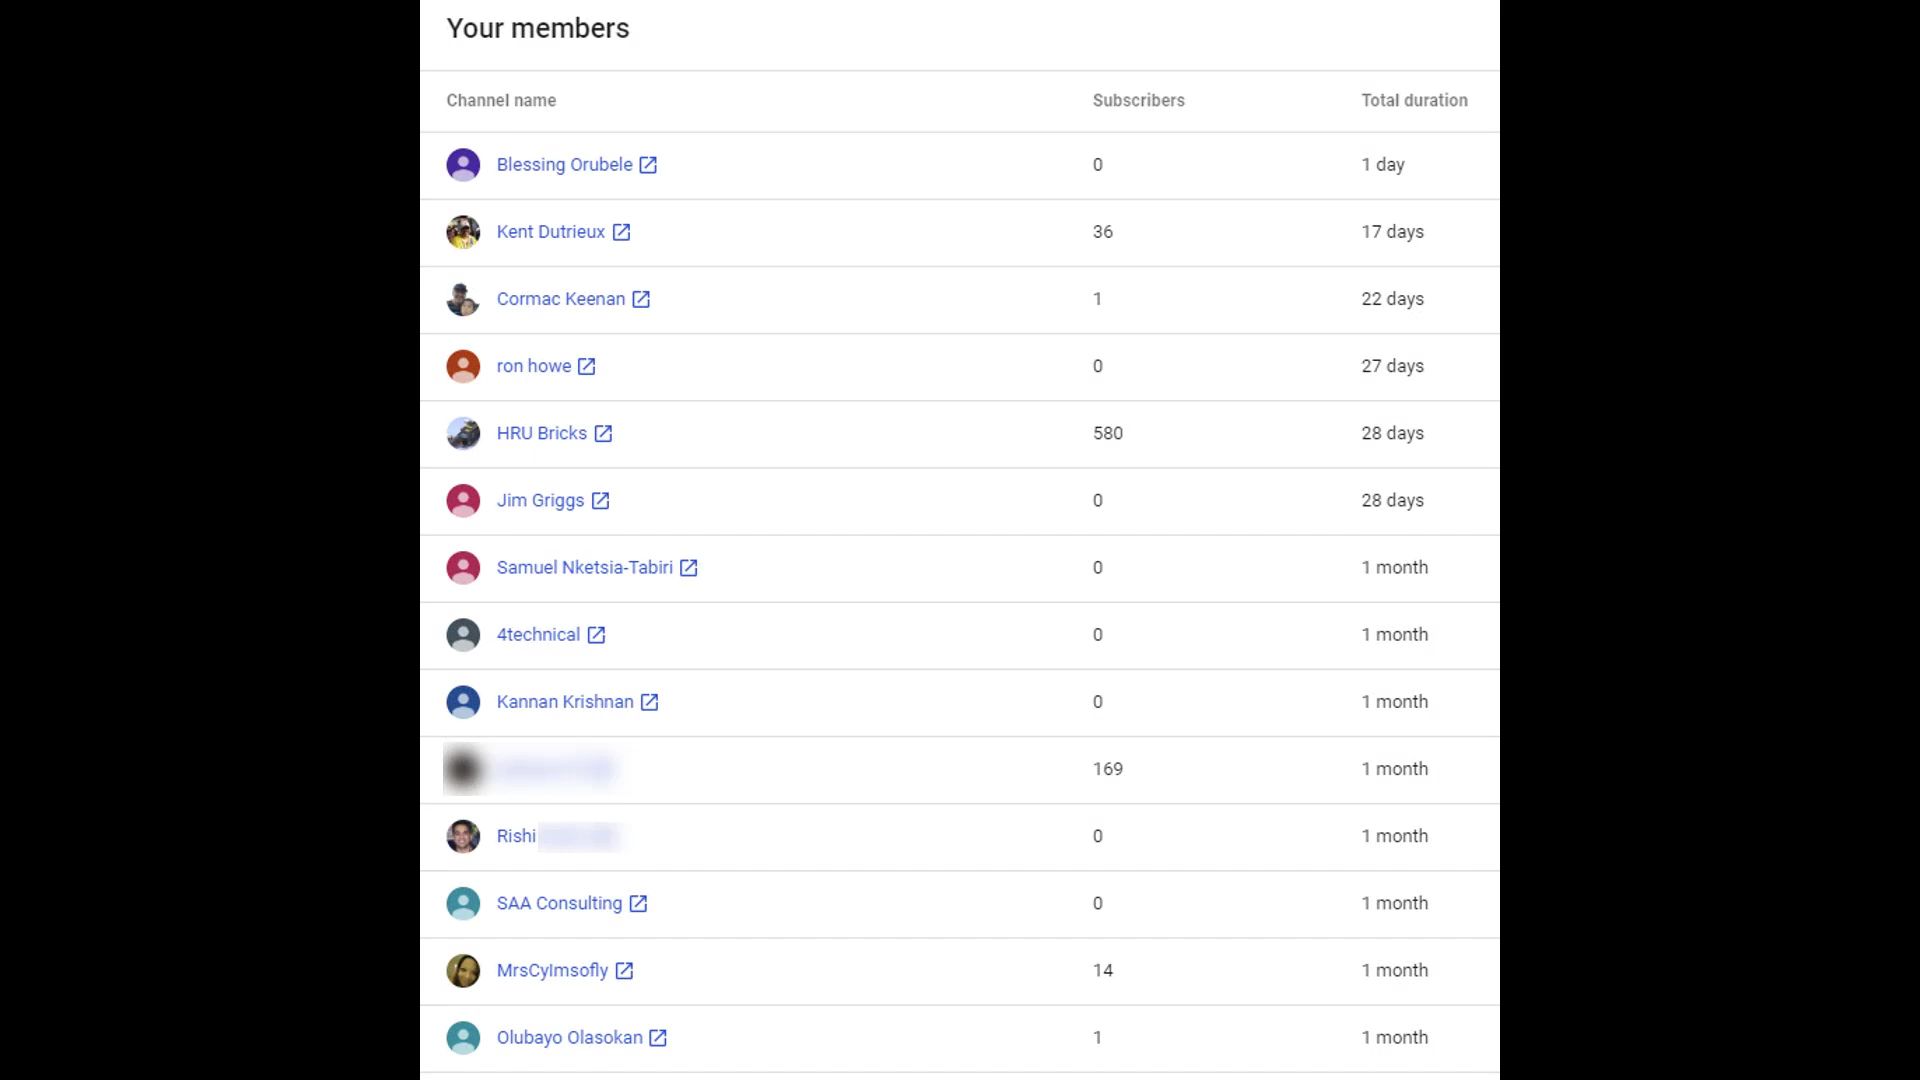 Your members
Channel name Subscribers Total duration
Blessing Orubele 0 1 day
Kent Dutrieux 36 17 days
Cormac Keenan 1 22 days
ron howe 0 27 days
HRU Bricks 580 28 days
Jim Griggs 0 28 days
Samuel Nketsia-Tabiri 0 1 month
4technical 0 1 month
Kannan Krishnan 0 1 month
169 1 month
Rishi 0 1 month
SAA Consulting 0 1 month
MrsCyImsofly 14 1 month
Olubayo Olasokan 1 1 month